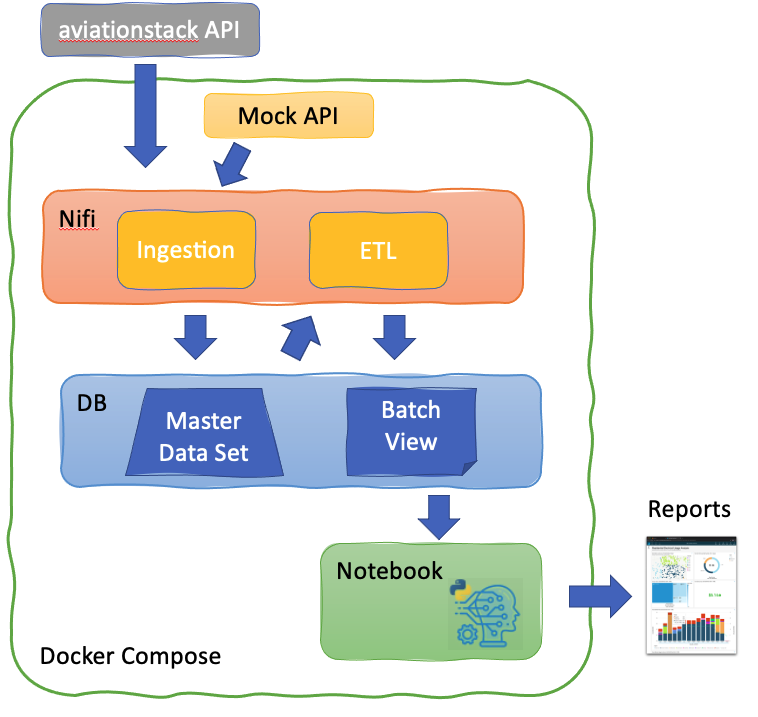 aviationstack API
Mock API
Nifi
Ingestion
ETL
DB
Master
Data Set
Batch
View
Notebook
Reports
Docker Compose